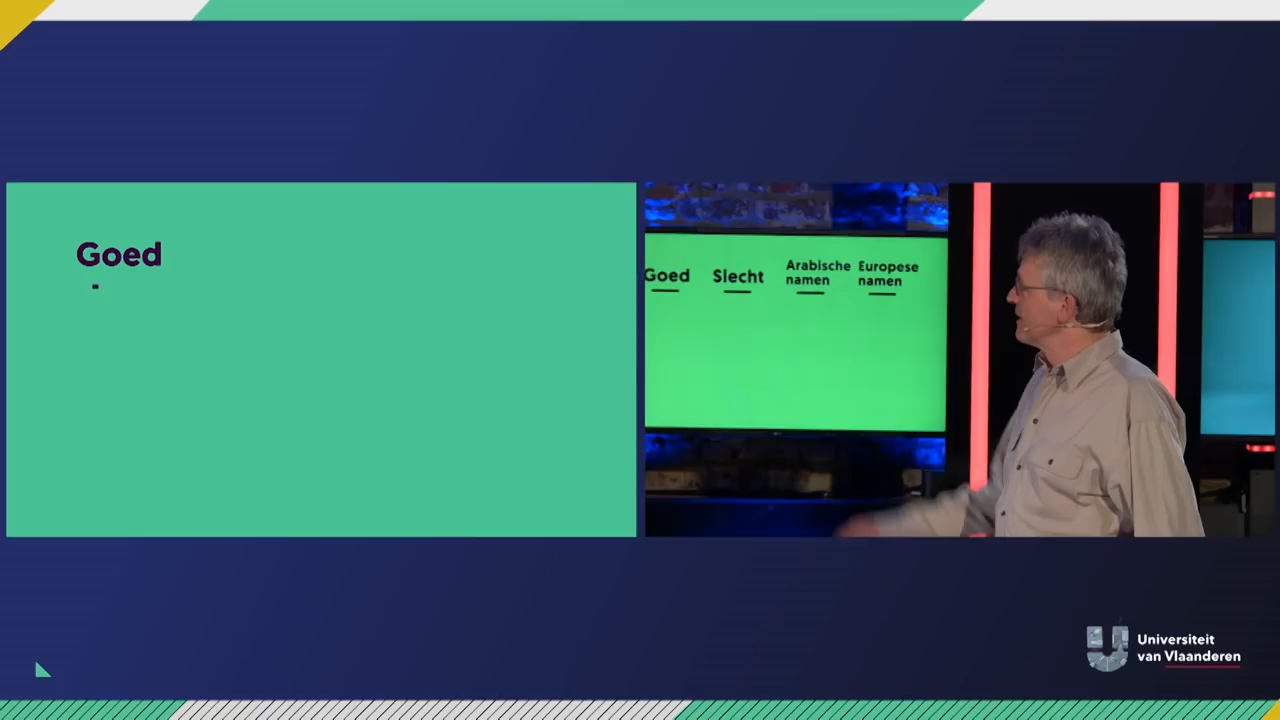 Goed
Goed
Slecht
Arabische
namen
Europese
namen
Universiteit
van Vlaanderen